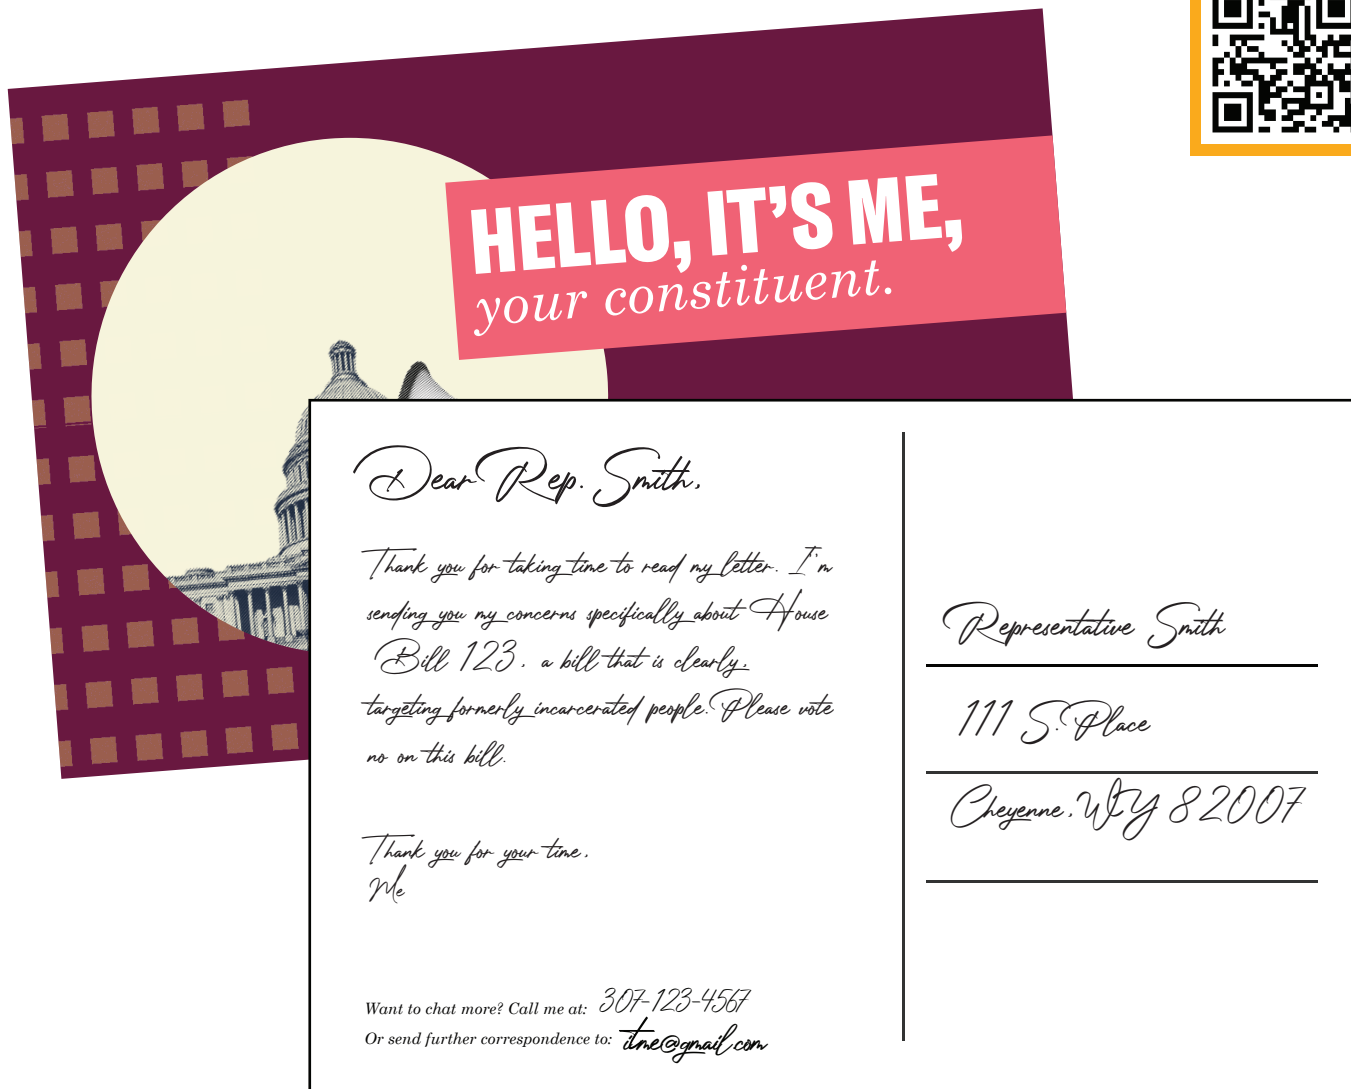 HELLO, IT’S ME,
your constituent.
Dear Rep. Smith,
Thank you for taking time to read my letter. I'm
sending you my concerns specifically about House
Bill 123, a bill that is clearly,
targeting formerly incarcerated people. Please vote
no on this bill.
Thank you for your time,
Me
Want to chat more? Call me at: 307-123-4567
Or send further correspondence to: itme@gmail.com
Representative Smith
111 S. Place
Cheyenne, WY 82007